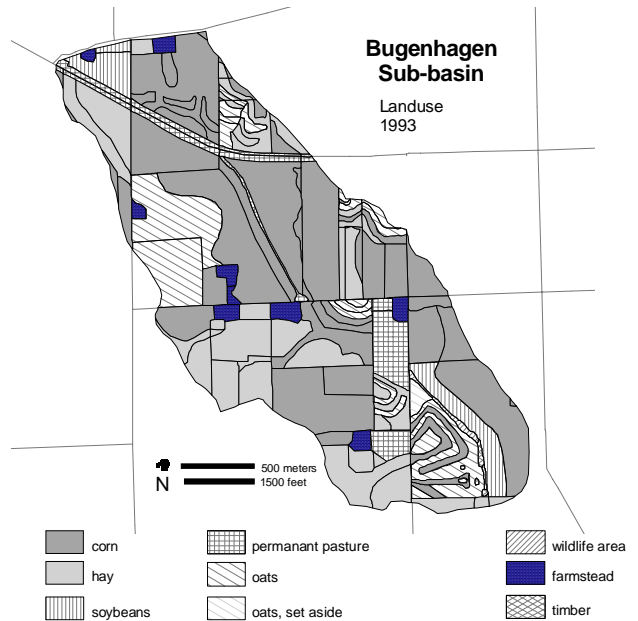 Bugenhagen
Sub-basin
Landuse
1993
N
500 meters
1500 feet
corn
hay
soybeans
permanant pasture
oats
oats, set aside
wildlife area
farmstead
timber